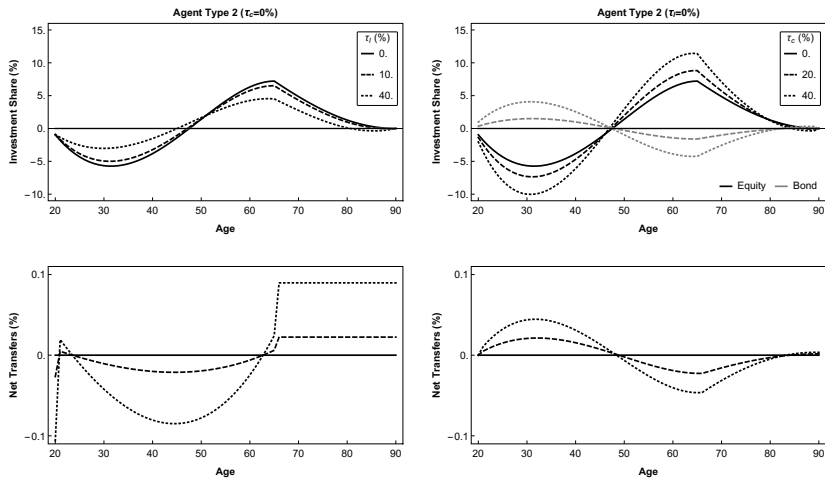 Agent Type 2 (τc=0%)
Investment Share (%)
15.
10.
5.
0
−5.
−10.
τl (%)
0.
10.
40.
20 30 40 50 60 70 80 90
Age
Agent Type 2 (τl=0%)
Investment Share (%)
15.
10.
5.
0
−5.
−10.
τc (%)
0.
20.
40.
Equity Bond
20 30 40 50 60 70 80 90
Age
Net Transfers (%)
0.1
0.
−0.1
20 30 40 50 60 70 80 90
Age
Net Transfers (%)
0.1
0.
−0.1
20 30 40 50 60 70 80 90
Age